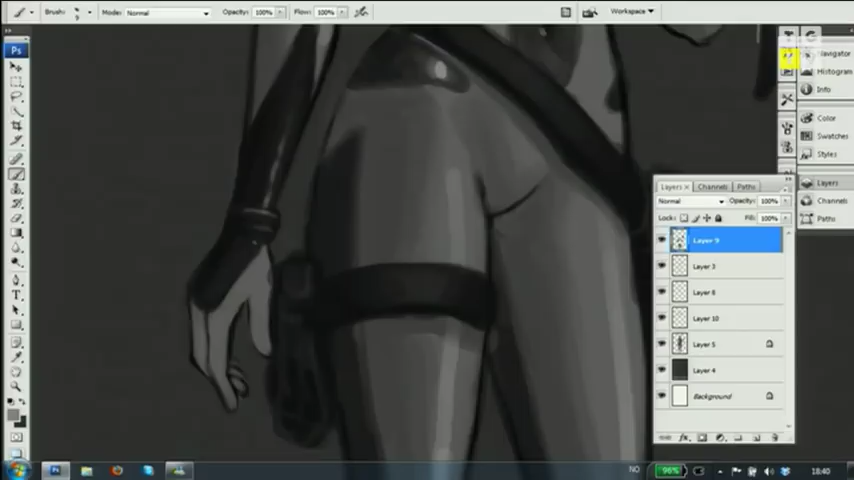 Brush:
Mode: Normal
Opacity: 100%
Flow: 100%
Workspace
Ps
Navigator
Histogram
Info
Color
Swatches
Styles
Layers
Channels
Paths
Layers × Channels Paths
Normal
Opacity: 100%
Lock:
Fill: 100%
Layer 9
Layer 3
Layer 8
Layer 10
Layer 5
Layer 4
Background
NO
96%
18:40